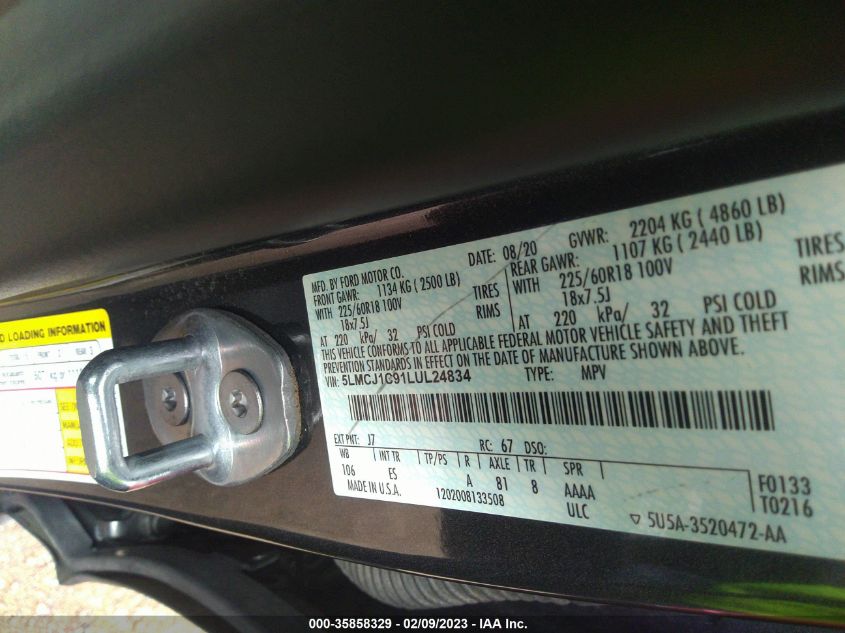 MFD. BY FORD MOTOR CO. DATE: 08/20 GVWR: 2204 KG ( 4860 LB)
FRONT GAWR: 1134 KG ( 2500 LB) REAR GAWR: 1107 KG ( 2440 LB)
WITH 225/60R18 100V TIRES WITH 225/60R18 100V TIRES
18x7.5J RIMS 18x7.5J RIMS
AT 220 kPa/ 32 PSI COLD AT 220 kPa/ 32 PSI COLD
THIS VEHICLE CONFORMS TO ALL APPLICABLE FEDERAL MOTOR VEHICLE SAFETY AND THEFT
PREVENTION STANDARDS IN EFFECT ON THE DATE OF MANUFACTURE SHOWN ABOVE.
VIN: 5LMCJ1C91LUL24834 TYPE: MPV
EXT PNT: J7 RC: 67 DSO:
WB INT TR TP/PS R AXLE TR SPR
106 ES A 81 8 AAAA F0133
MADE IN U.S.A. 1202008133508 ULC T0216
5U5A-3520472-AA
LOADING INFORMATION
000-35858329 - 02/09/2023 - IAA Inc.